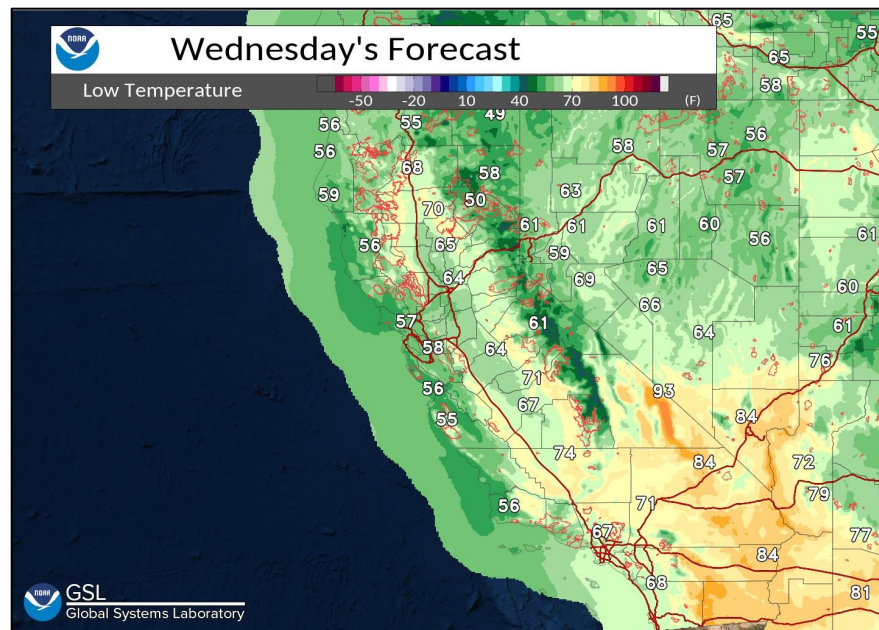 NOAA
Wednesday's Forecast
Low Temperature
-50 -20 10 40 70 100 (F)
65
55
65
58
56 55 49
56
56 58 57
68 58 57
59 50 63
70
61 61 61 60
56 65 59 56 61
64 69 65 60
66
57 61 64 61
58 64 76
71
56 67 93
55 84
74 84 72
79
56 71
67 77
84
68 81
NOAA
GSL
Global Systems Laboratory